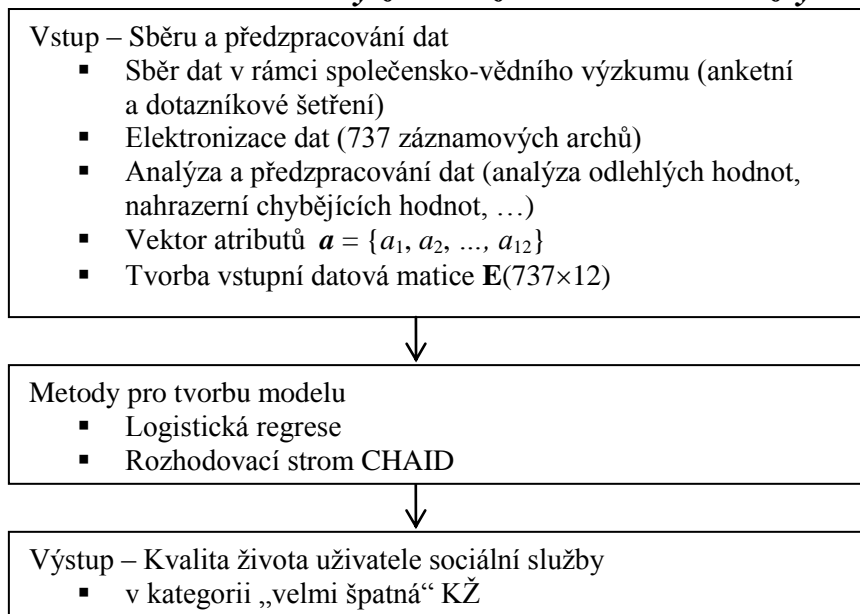 Vstup – Sběru a předzpracování dat
▪ Sběr dat v rámci společensko-vědního výzkumu (anketní
a dotazníkové šetření)
▪ Elektronizace dat (737 záznamových archů)
▪ Analýza a předzpracování dat (analýza odlehlých hodnot,
nahrazerní chybějících hodnot, …)
▪ Vektor atributů a = {a1, a2, ..., a12}
▪ Tvorba vstupní datová matice E(737×12)
Metody pro tvorbu modelu
▪ Logistická regrese
▪ Rozhodovací strom CHAID
Výstup – Kvalita života uživatele sociální služby
▪ v kategorii „velmi špatná“ KŽ